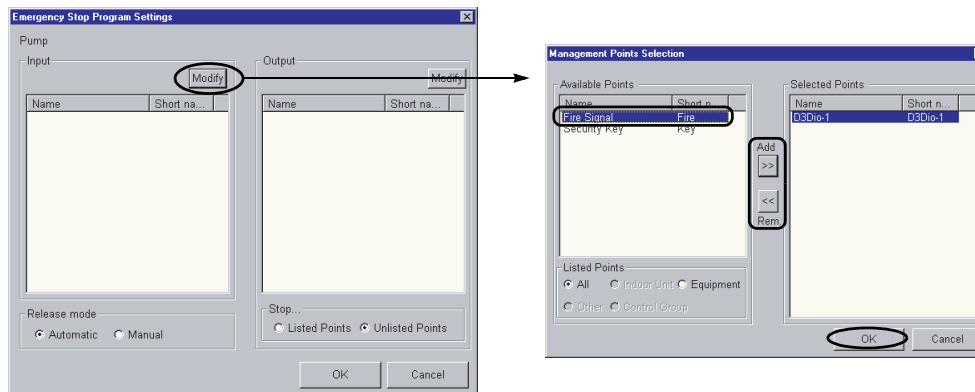 Emergency Stop Program Settings
Pump
Input
Modify
Name Short na...
Release mode
Automatic Manual
Output
Modify
Name Short na...
Stop...
Listed Points Unlisted Points
OK Cancel
Management Points Selection
Available Points
Name Short n...
Fire Signal Fire
Security Key Key
Listed Points
All Indoor Unit Equipment
Other Control Group
Add
>>
<<
Rem.
Selected Points
Name Short n...
D3Dio-1 D3Dio-1
OK Cancel